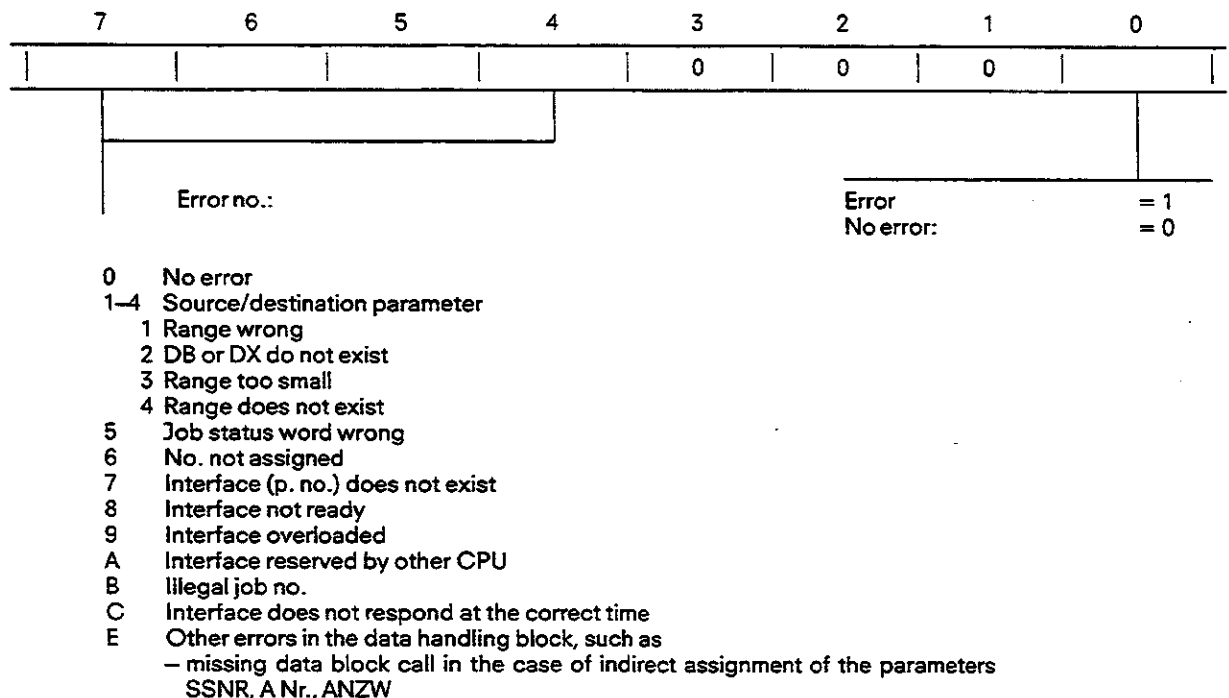 7 6 5 4 3 2 1 0
0 0 0
Error no.:
Error = 1
No error: = 0
0 No error
1–4 Source/destination parameter
1 Range wrong
2 DB or DX do not exist
3 Range too small
4 Range does not exist
5 Job status word wrong
6 No. not assigned
7 Interface (p. no.) does not exist
8 Interface not ready
9 Interface overloaded
A Interface reserved by other CPU
B Illegal job no.
C Interface does not respond at the correct time
E Other errors in the data handling block, such as
– missing data block call in the case of indirect assignment of the parameters
SSNR, A Nr., ANZW